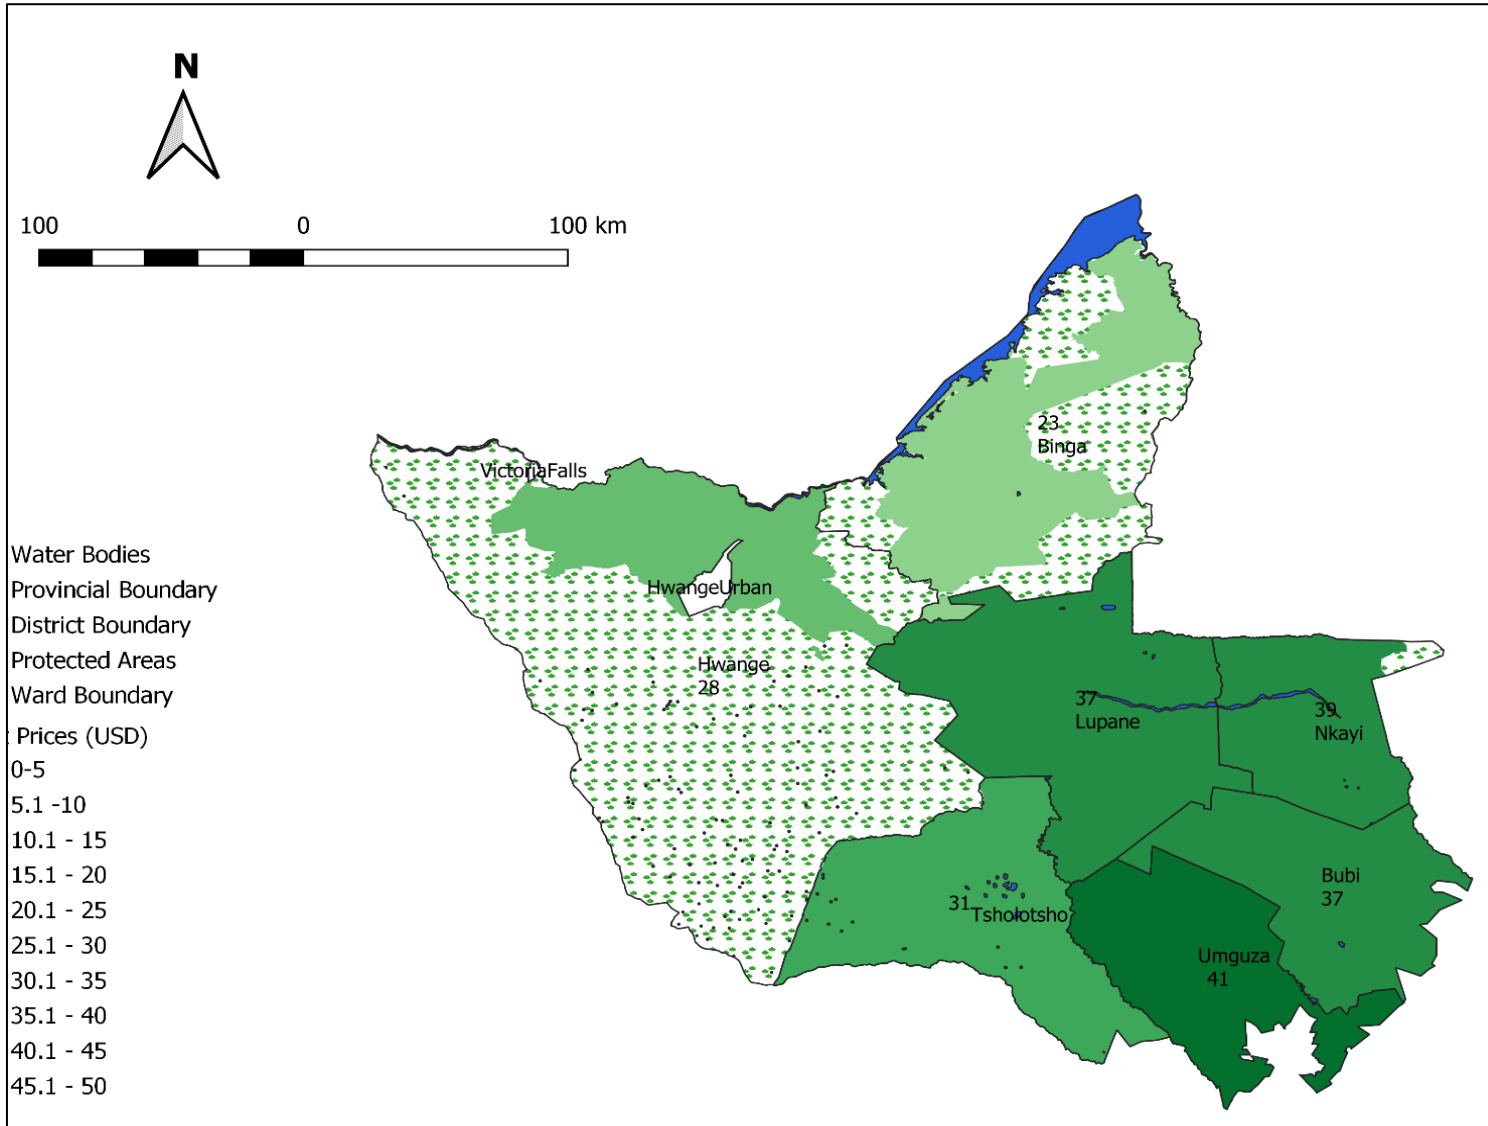 N
100 0 100 km
23
Binga
VictoriaFalls
HwangeUrban
Hwange
28
37
Lupane
39
Nkayi
31
Tsholotsho
Bubi
37
Umguza
41
Water Bodies
Provincial Boundary
District Boundary
Protected Areas
Ward Boundary
Prices (USD)
0-5
5.1 -10
10.1 - 15
15.1 - 20
20.1 - 25
25.1 - 30
30.1 - 35
35.1 - 40
40.1 - 45
45.1 - 50